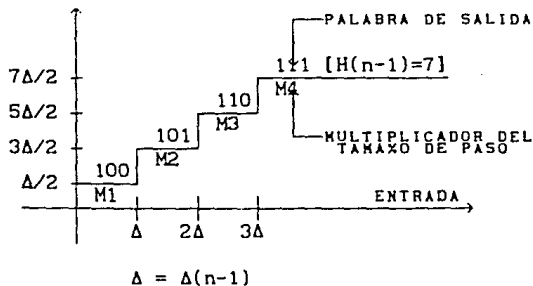 PALABRA DE SALIDA
111 [H(n-1)=7]
7Δ/2
M4
110
5Δ/2
M3
101
3Δ/2
M2
MULTIPLICADOR DEL
TAMAXO DE PASO
100
Δ/2
M1
ENTRADA
Δ 2Δ 3Δ
Δ = Δ(n-1)